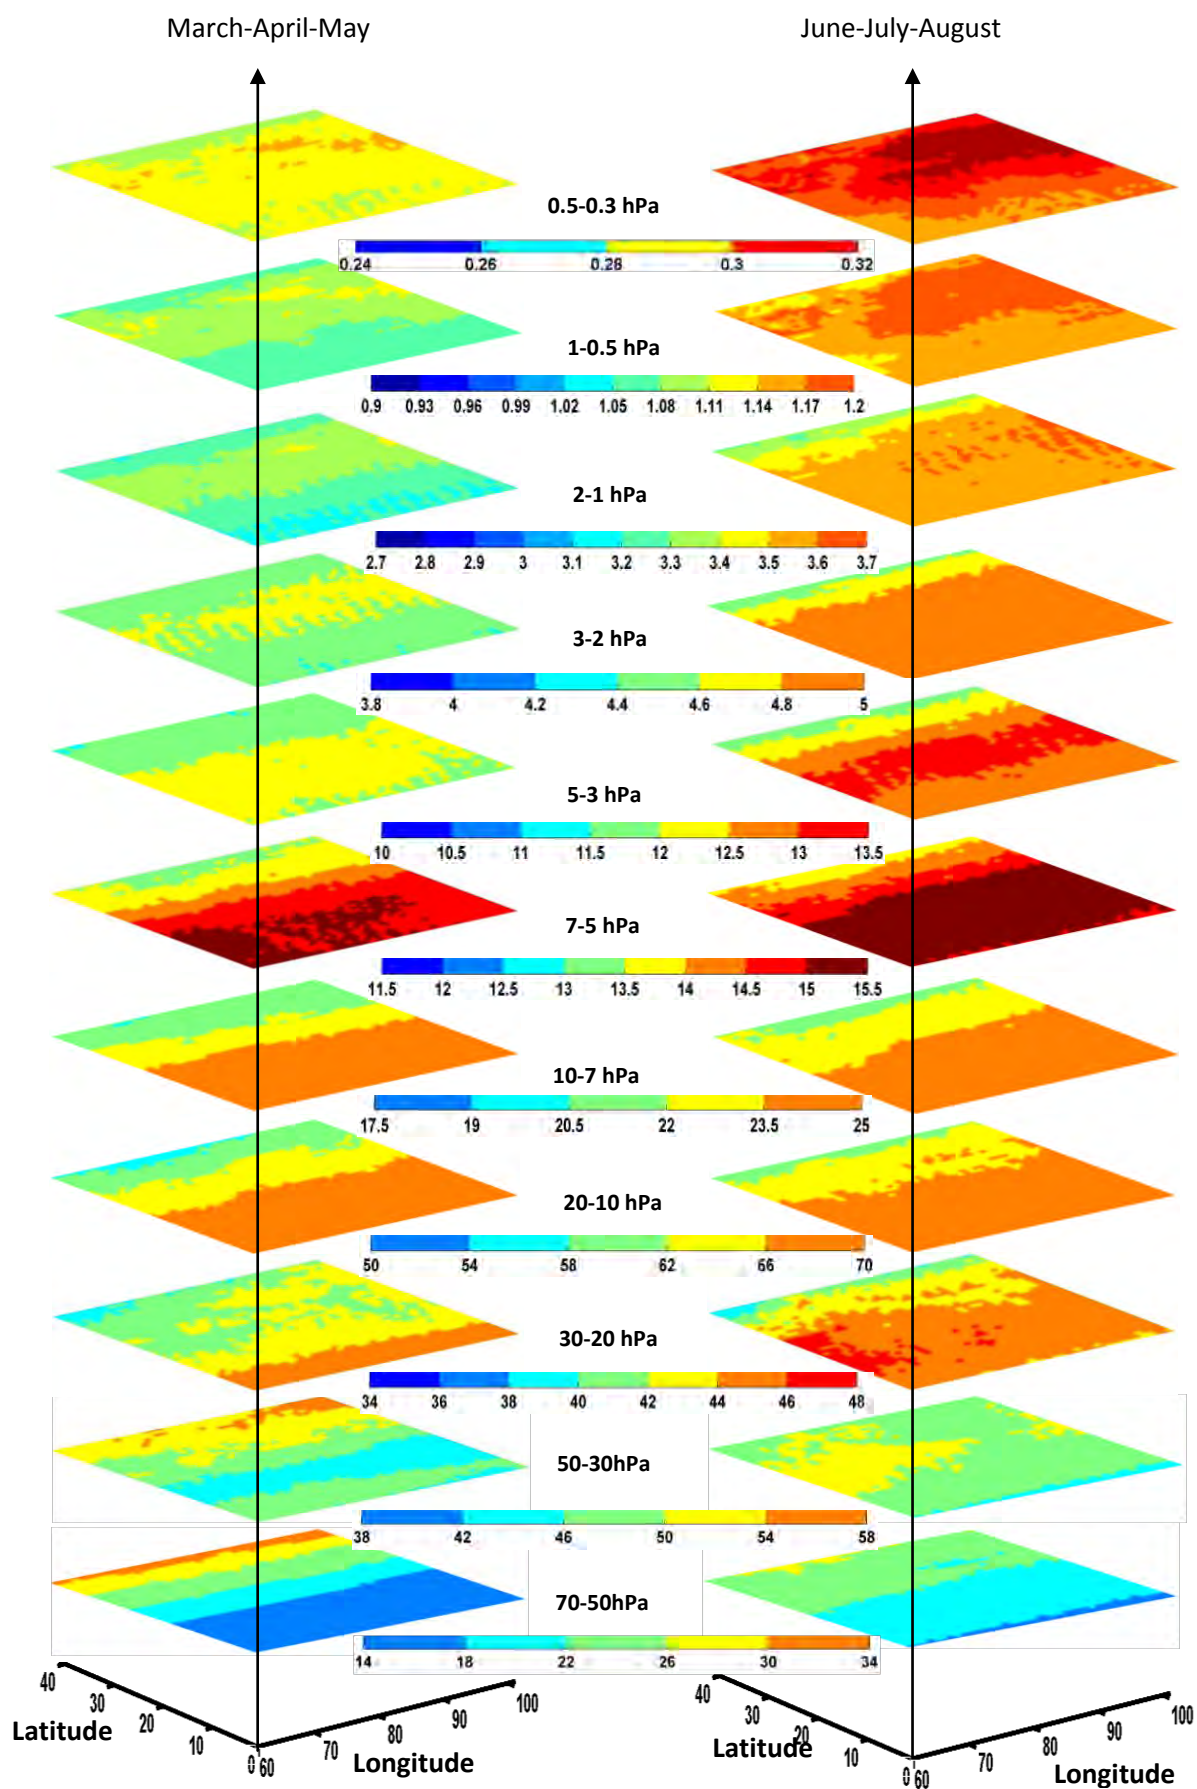 March-April-May June-July-August
0.5-0.3 hPa
0.24 0.26 0.28 0.3 0.32
1-0.5 hPa
0.9 0.93 0.96 0.99 1.02 1.05 1.08 1.11 1.14 1.17 1.2
2-1 hPa
2.7 2.8 2.9 3 3.1 3.2 3.3 3.4 3.5 3.6 3.7
3-2 hPa
3.8 4 4.2 4.4 4.6 4.8 5
5-3 hPa
10 10.5 11 11.5 12 12.5 13 13.5
7-5 hPa
11.5 12 12.5 13 13.5 14 14.5 15 15.5
10-7 hPa
17.5 19 20.5 22 23.5 25
20-10 hPa
50 54 58 62 66 70
30-20 hPa
34 36 38 40 42 44 46 48
50-30hPa
38 42 46 50 54 58
70-50hPa
14 18 22 26 30 34
40 30 20 10 0 60 70 80 90 100
Latitude Longitude
40 30 20 10 0 60 70 80 90 100
Latitude Longitude